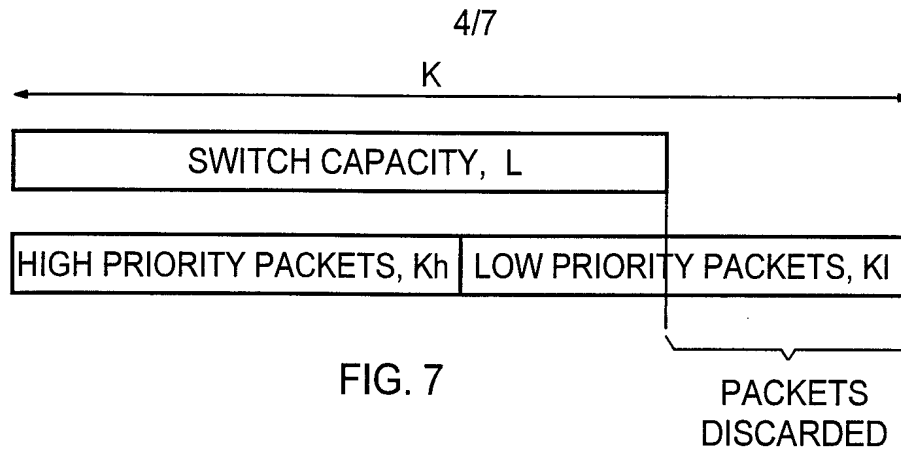 4/7
K
SWITCH CAPACITY, L
HIGH PRIORITY PACKETS, Kh
LOW PRIORITY PACKETS, Kl
FIG. 7
PACKETS
DISCARDED